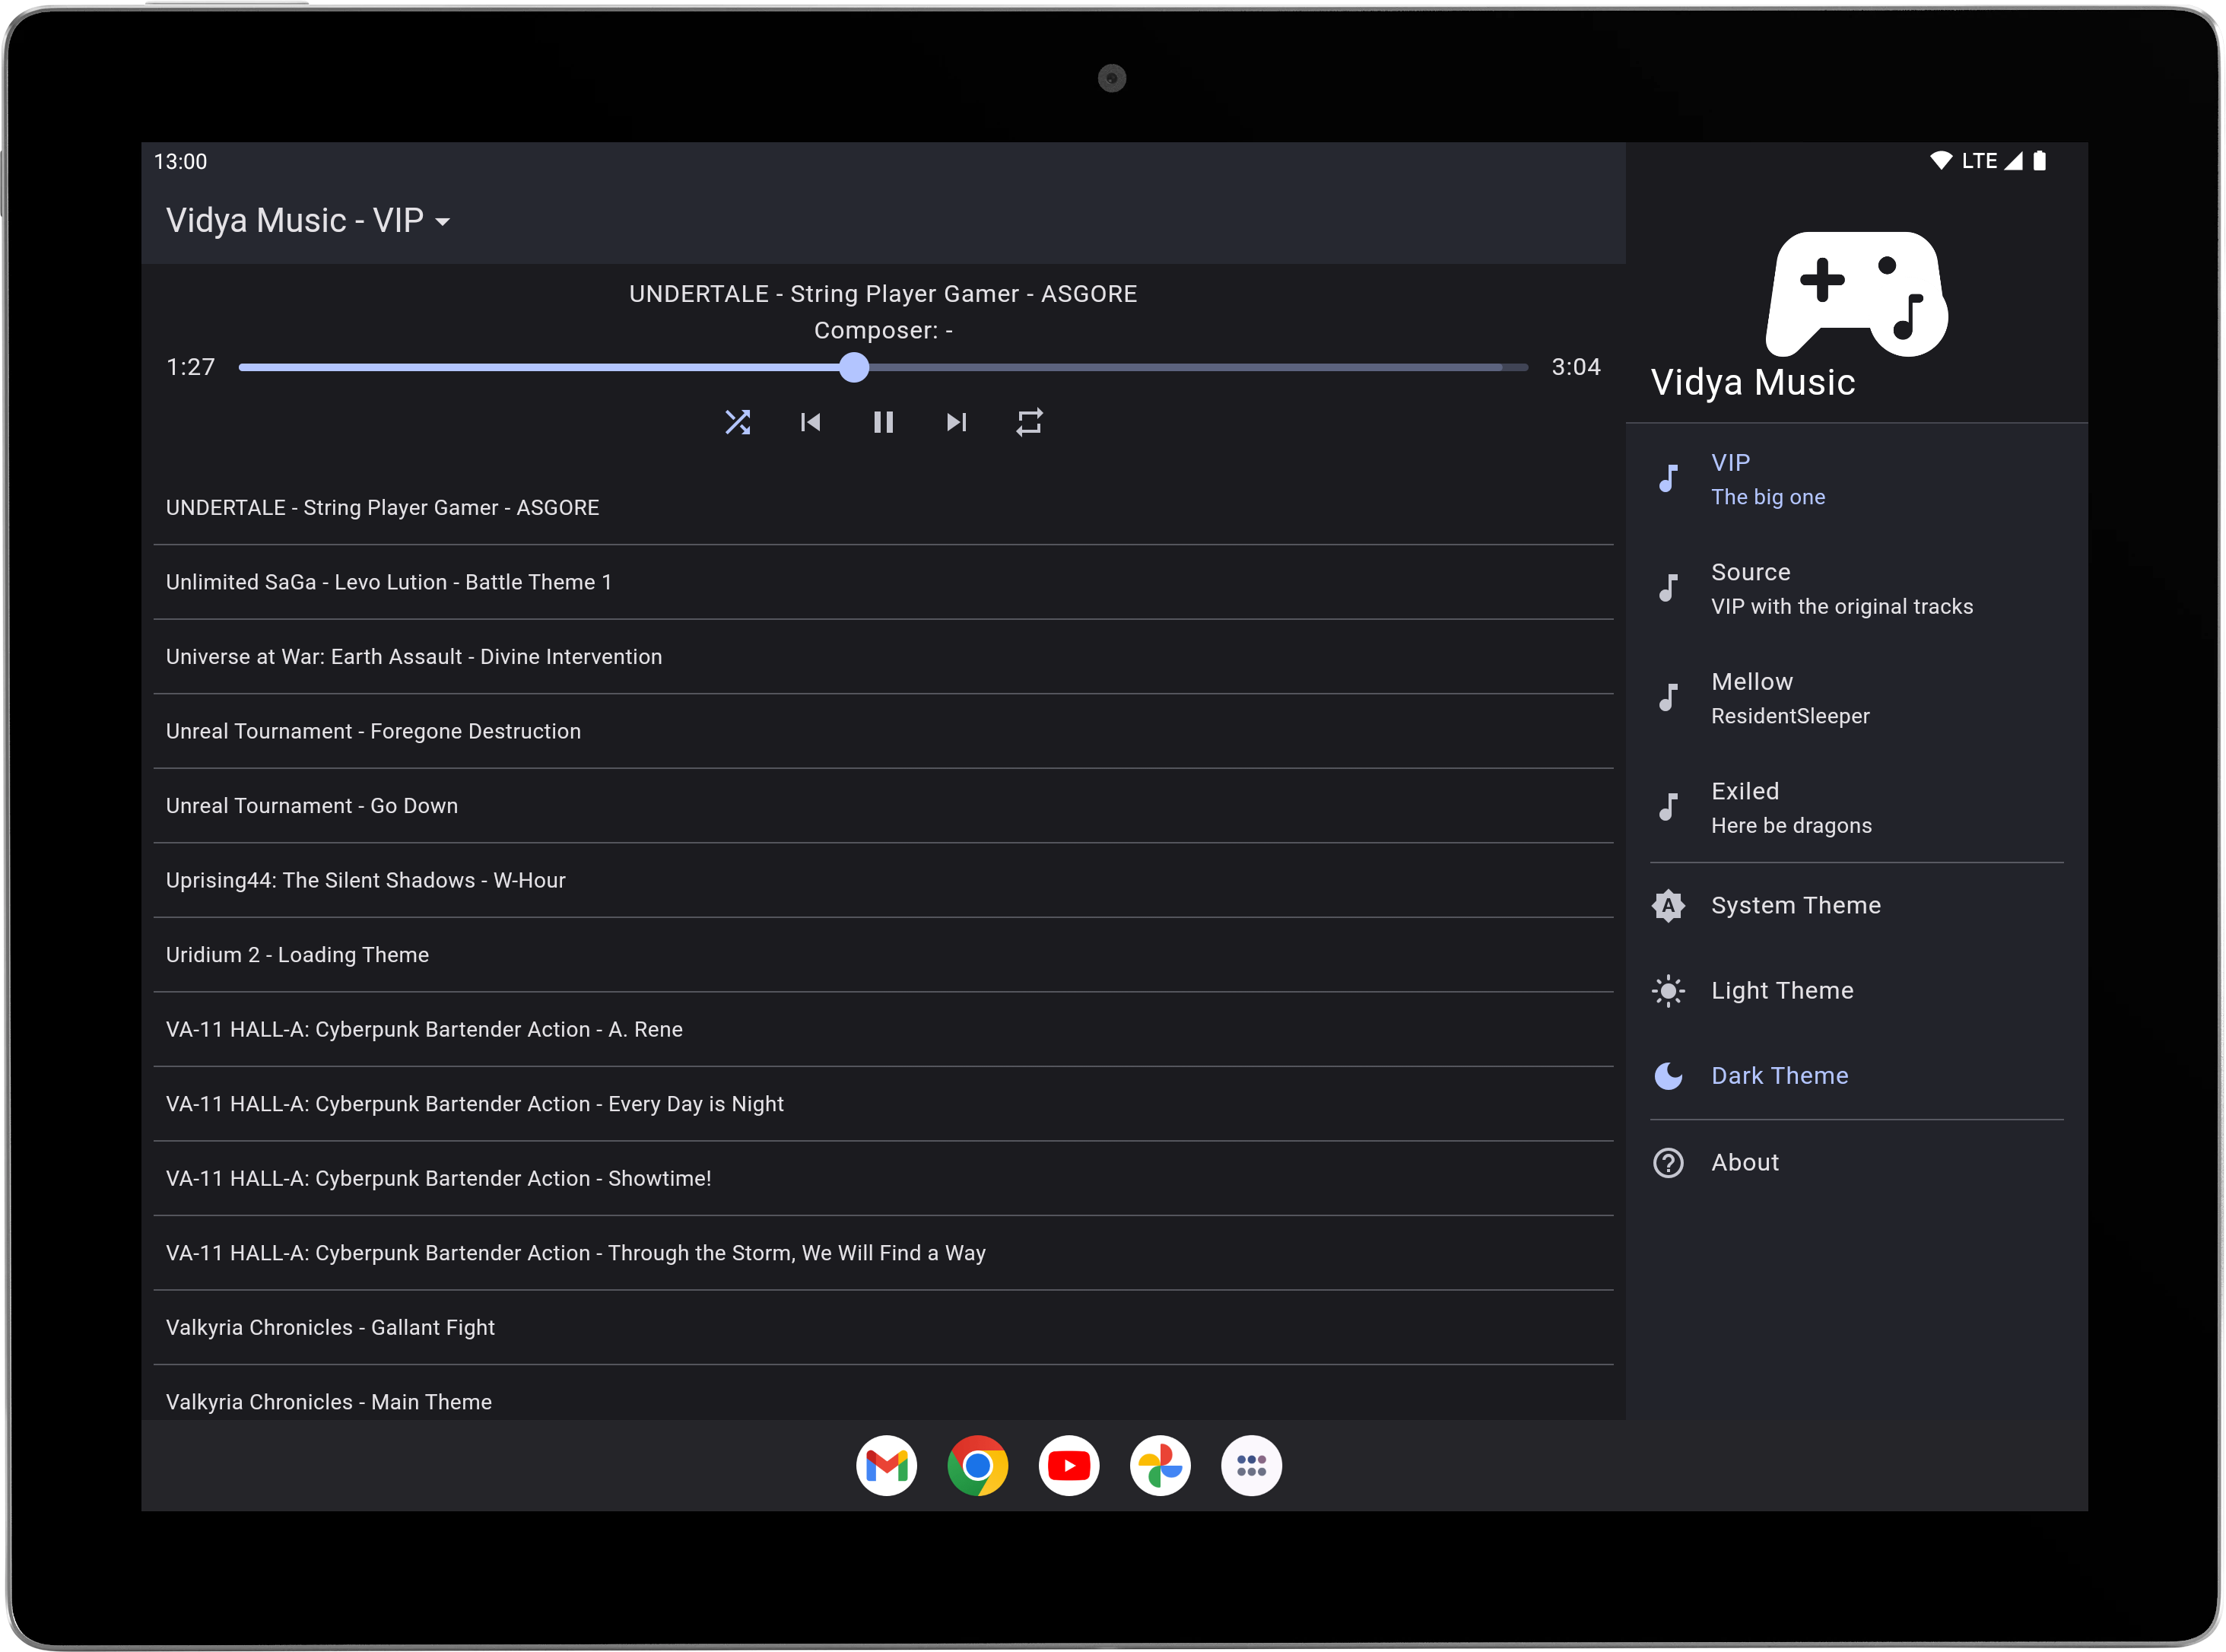 13:00
LTE
Vidya Music - VIP
UNDERTALE - String Player Gamer - ASGORE
Composer: -
1:27
3:04
UNDERTALE - String Player Gamer - ASGORE
Unlimited SaGa - Levo Lution - Battle Theme 1
Universe at War: Earth Assault - Divine Intervention
Unreal Tournament - Foregone Destruction
Unreal Tournament - Go Down
Uprising44: The Silent Shadows - W-Hour
Uridium 2 - Loading Theme
VA-11 HALL-A: Cyberpunk Bartender Action - A. Rene
VA-11 HALL-A: Cyberpunk Bartender Action - Every Day is Night
VA-11 HALL-A: Cyberpunk Bartender Action - Showtime!
VA-11 HALL-A: Cyberpunk Bartender Action - Through the Storm, We Will Find a Way
Valkyria Chronicles - Gallant Fight
Valkyria Chronicles - Main Theme
Vidya Music
VIP
The big one
Source
VIP with the original tracks
Mellow
ResidentSleeper
Exiled
Here be dragons
A
System Theme
Light Theme
Dark Theme
About